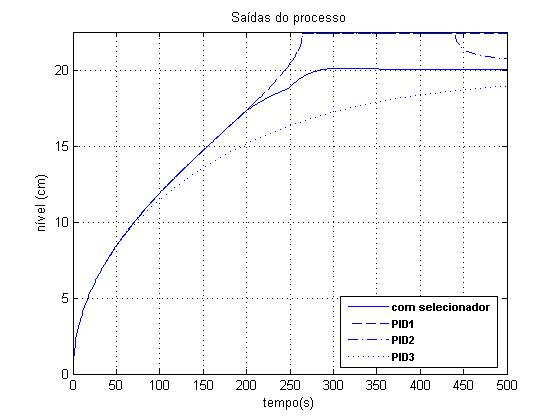 Saídas do processo
nível (cm)
20
15
10
5
0
0 50 100 150 200 250 300 350 400 450 500
tempo(s)
com selecionador
PID1
PID2
PID3